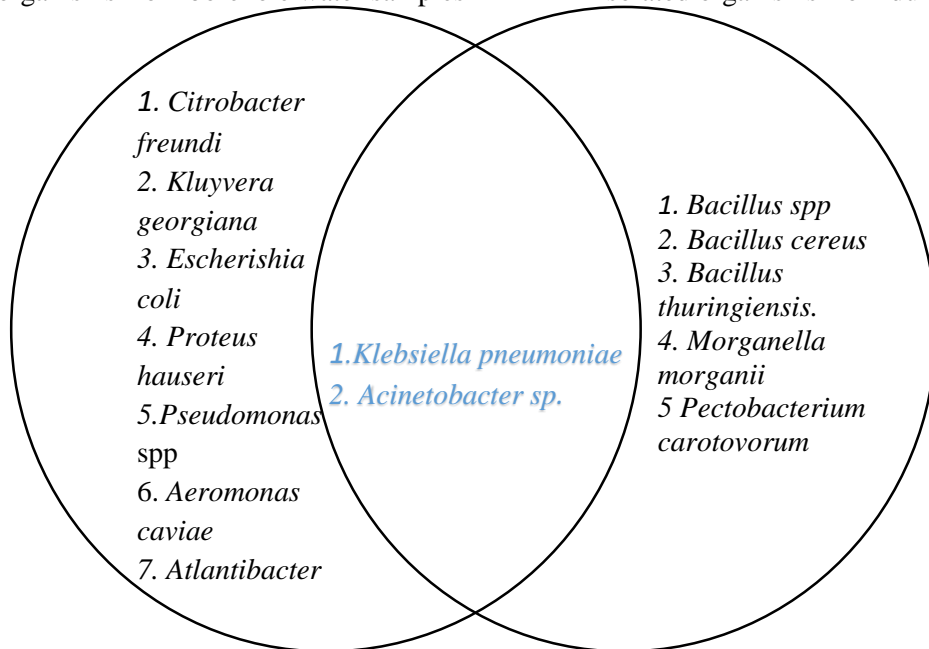 1. Citrobacter
freundi
2. Kluyvera
georgiana
3. Escherishia
coli
4. Proteus
hauseri
5.Pseudomonas
spp
6. Aeromonas
caviae
7. Atlantibacter
1.Klebsiella pneumoniae
2. Acinetobacter sp.
1. Bacillus spp
2. Bacillus cereus
3. Bacillus
thuringiensis.
4. Morganella
morganii
5 Pectobacterium
carotovorum